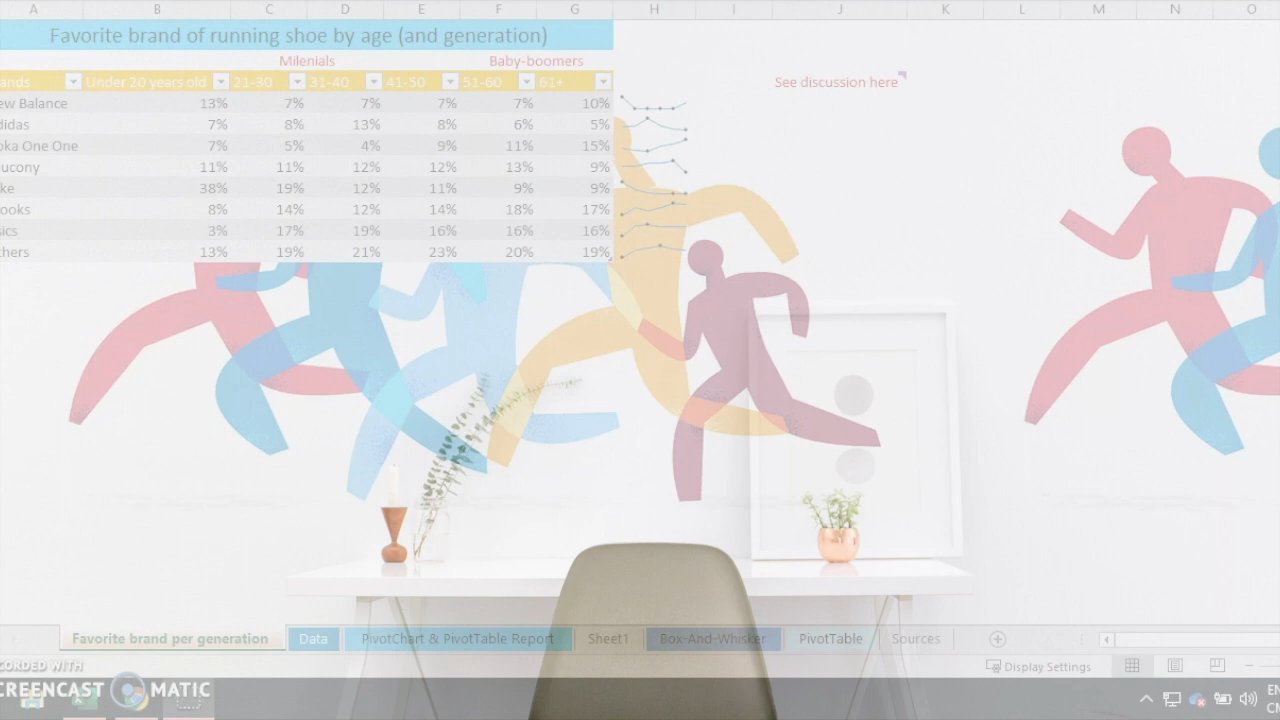 A B C D E F G H I J K L M N O
Favorite brand of running shoe by age (and generation)
Milenials Baby-boomers
ands Under 20 years old 21-30 31-40 41-50 51-60 61+ See discussion here
ew Balance 13% 7% 7% 7% 7% 10%
didas 7% 8% 13% 8% 6% 5%
oka One One 7% 5% 4% 9% 11% 15%
ucony 11% 11% 12% 12% 13% 9%
ke 38% 19% 12% 11% 9% 9%
ooks 8% 14% 12% 14% 18% 17%
sics 3% 17% 19% 16% 16% 16%
thers 13% 19% 21% 23% 20% 19%
Favorite brand per generation Data PivotChart & PivotTable Report Sheet1 Box-And-Whisker PivotTable Sources
Display Settings
CORDED WITH
CREENCAST MATIC
EN
CM